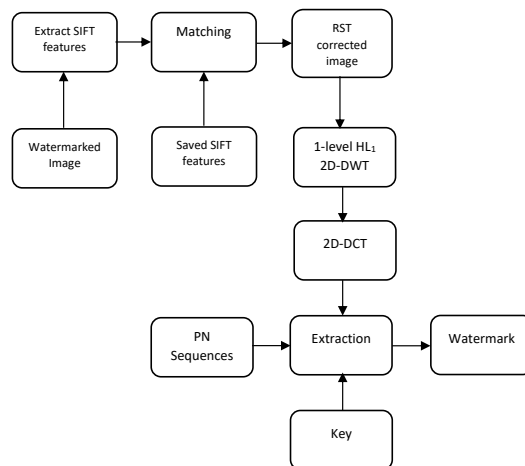 Extract SIFT
features
Matching
RST
corrected
image
Watermarked
Image
Saved SIFT
features
1-level HL₁
2D-DWT
2D-DCT
PN
Sequences
Extraction
Watermark
Key